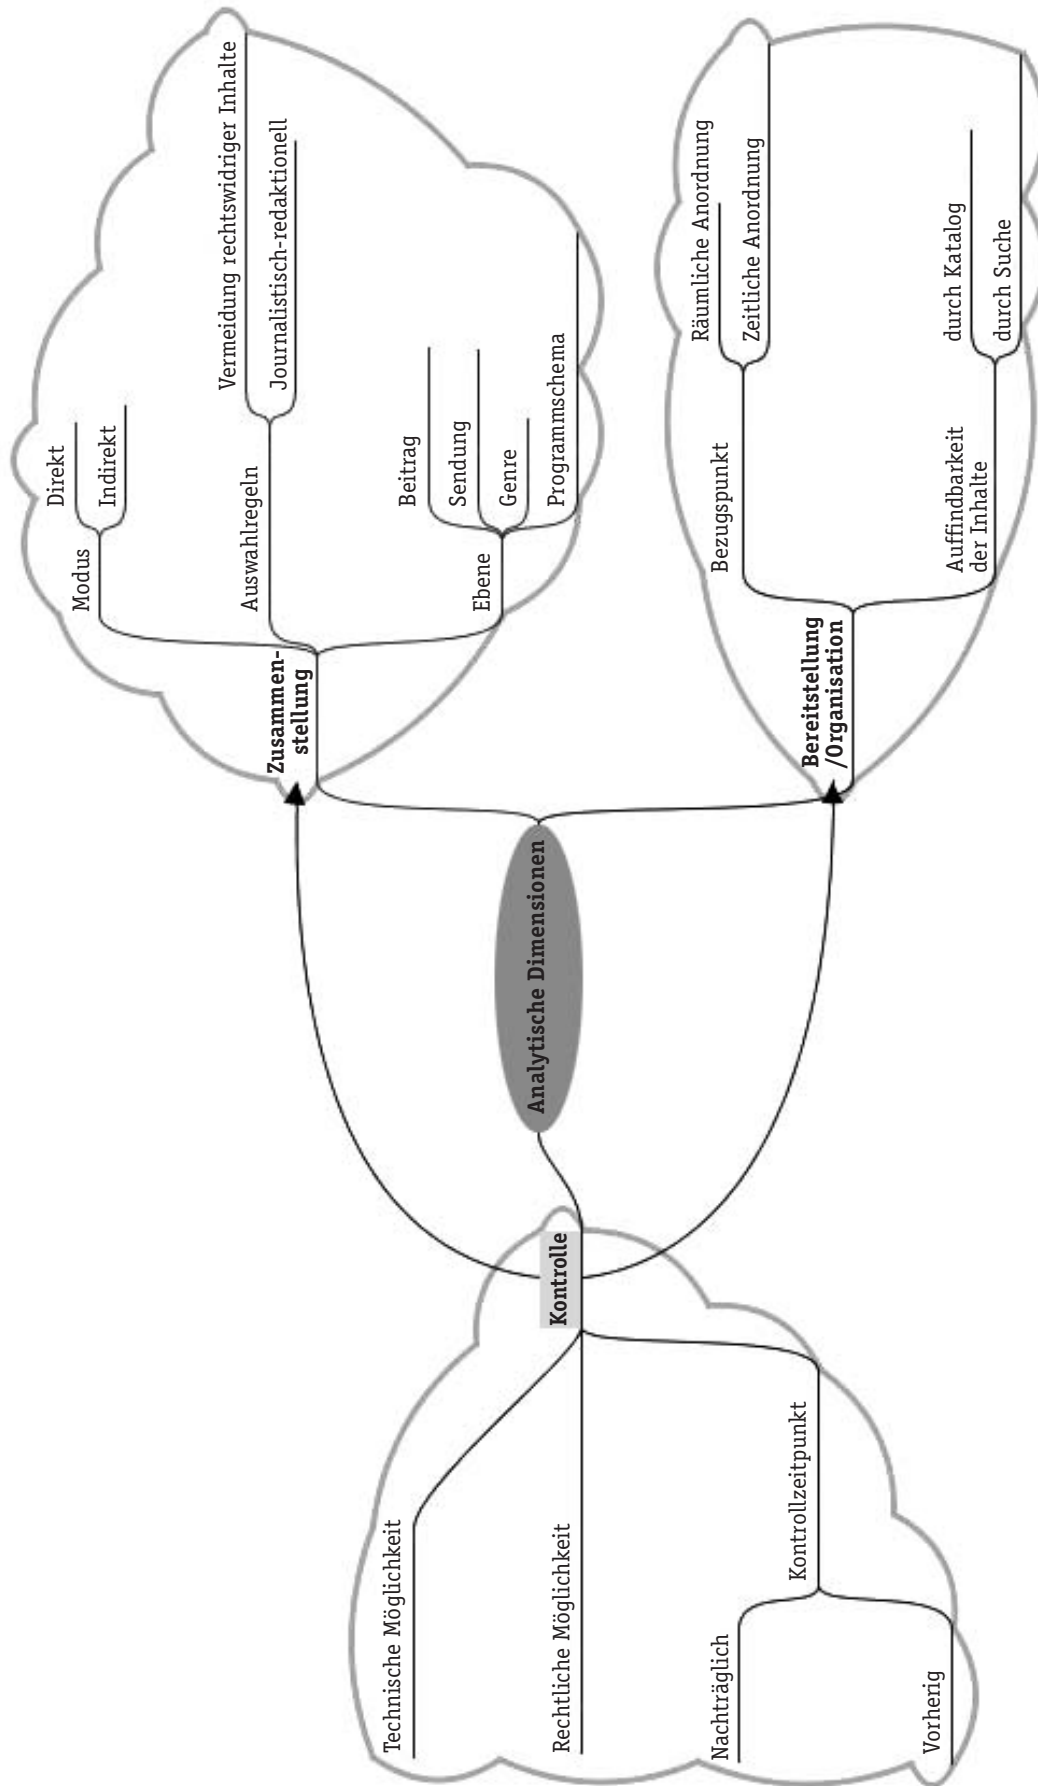 Technische Möglichkeit
Rechtliche Möglichkeit
Nachträglich
Vorherig
Kontrollzeitpunkt
Kontrolle
Analytische Dimensionen
Zusammen-
stellung
Modus
Direkt
Indirekt
Auswahlregeln
Vermeidung rechtswidriger Inhalte
Journalistisch-redaktionell
Ebene
Beitrag
Sendung
Genre
Programmschema
Bereitstellung
/Organisation
Bezugspunkt
Räumliche Anordnung
Zeitliche Anordnung
Auffindbarkeit
der Inhalte
durch Katalog
durch Suche